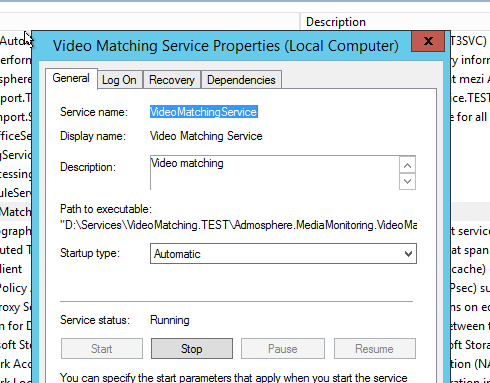 Description
Video Matching Service Properties (Local Computer)
General
Log On
Recovery
Dependencies
Service name:
VideoMatchingService
Display name:
Video Matching Service
Description:
Video matching
Path to executable:
"D:\Services\VideoMatching.TEST\Admosphere.MediaMonitoring.VideoMa
Startup type:
Automatic
Service status:
Running
Start
Stop
Pause
Resume
You can specify the start parameters that apply when you start the service